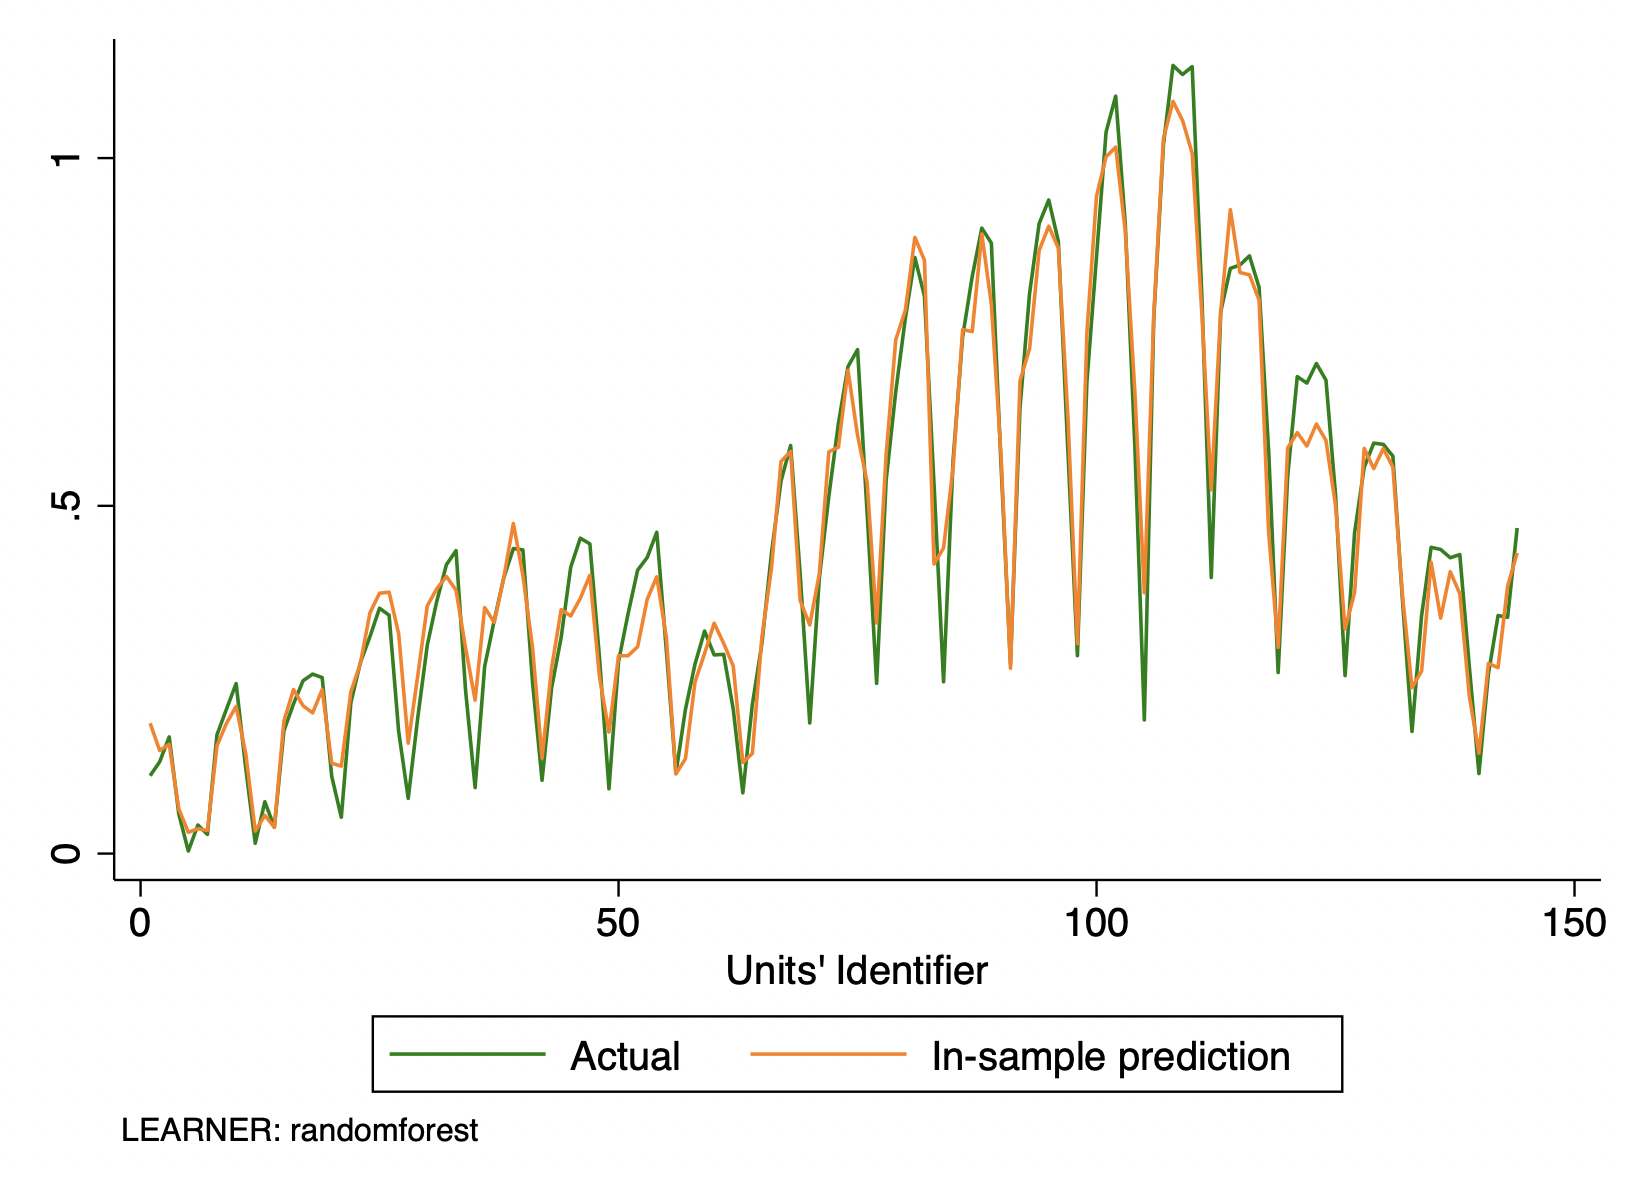 1
.5
0
0 50 100 150
Units' Identifier
Actual In-sample prediction
LEARNER: randomforest